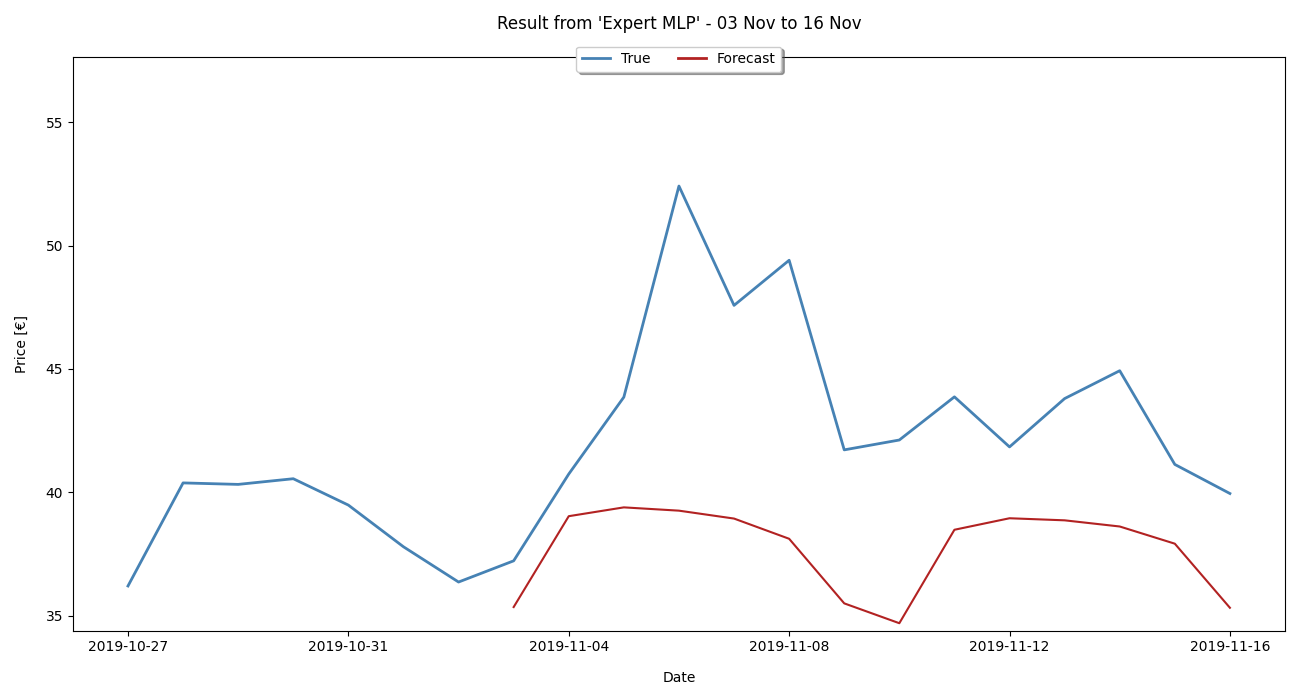 Result from 'Expert MLP' - 03 Nov to 16 Nov
True Forecast
Price [€]
55
50
45
40
35
2019-10-27 2019-10-31 2019-11-04 2019-11-08 2019-11-12 2019-11-16
Date